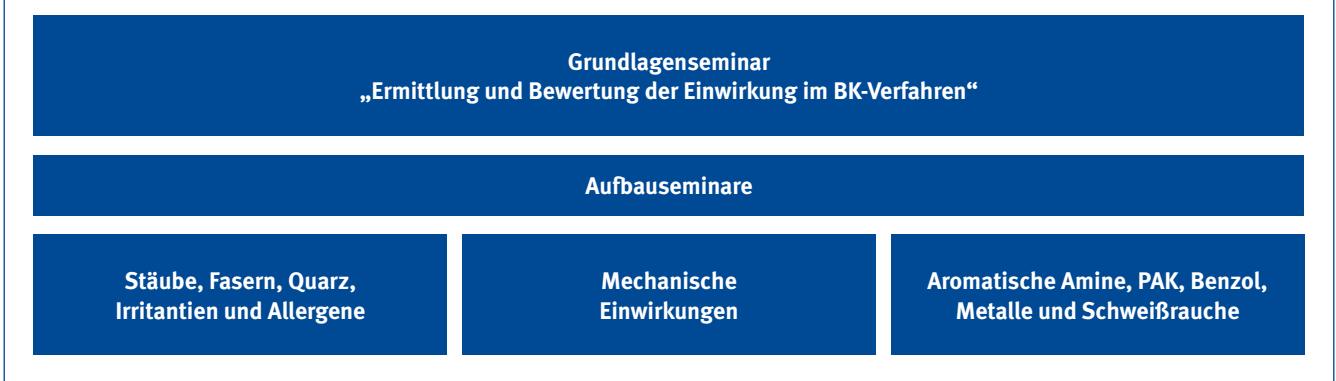 Grundlagenseminar
„Ermittlung und Bewertung der Einwirkung im BK-Verfahren“
Aufbauseminare
Stäube, Fasern, Quarz,
Irritantien und Allergene
Mechanische
Einwirkungen
Aromatische Amine, PAK, Benzol,
Metalle und Schweißrauche